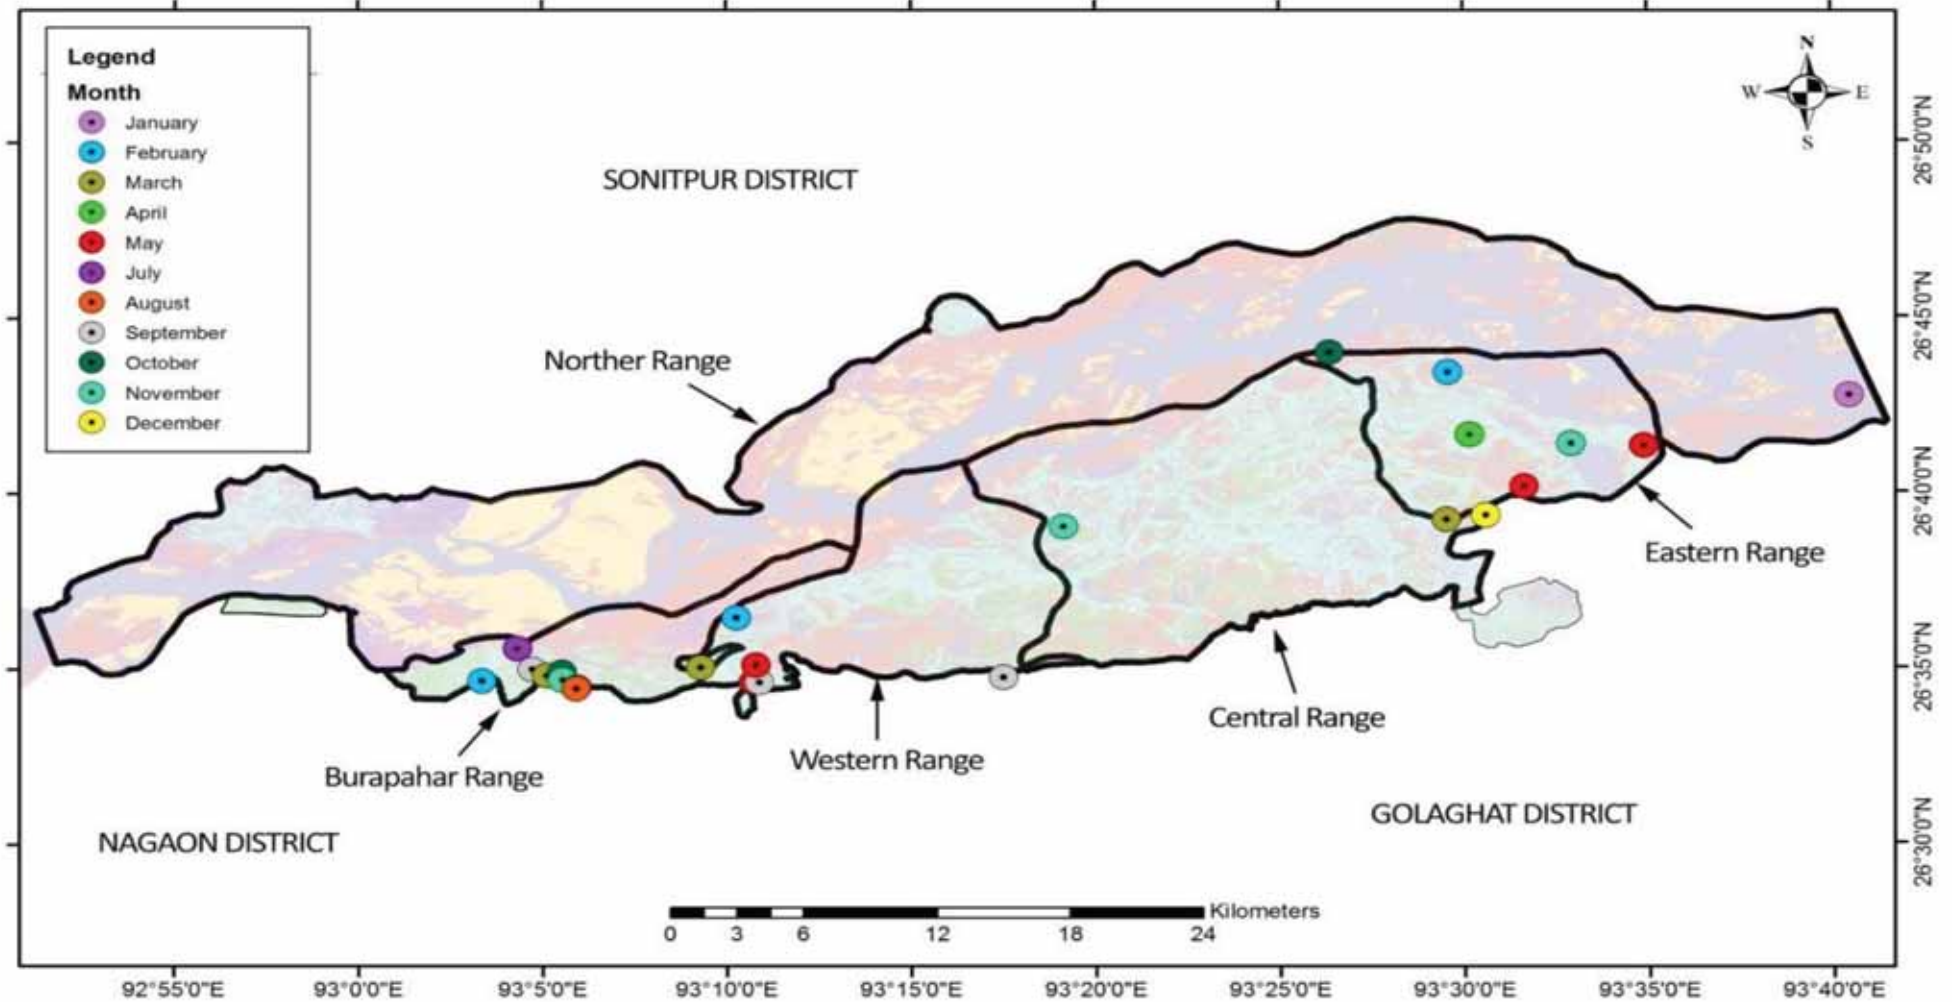 Legend
Month
January
February
March
April
May
July
August
September
October
November
December
N
W E
S
SONITPUR DISTRICT
Norther Range
Eastern Range
Central Range
Western Range
Burapahar Range
NAGAON DISTRICT
GOLAGHAT DISTRICT
Kilometers
0 3 6 12 18 24
26°50'0"N
26°45'0"N
26°40'0"N
26°35'0"N
26°30'0"N
92°55'0"E 93°0'0"E 93°5'0"E 93°10'0"E 93°15'0"E 93°20'0"E 93°25'0"E 93°30'0"E 93°35'0"E 93°40'0"E